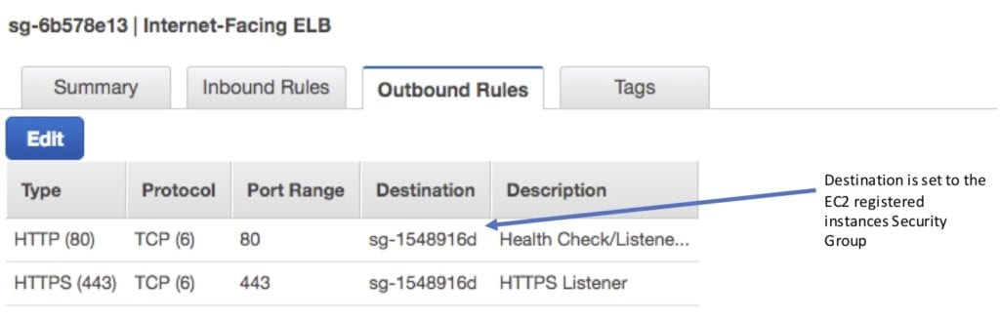 sg-6b578e13 | Internet-Facing ELB
Summary Inbound Rules Outbound Rules Tags
Edit
Type Protocol Port Range Destination Description
HTTP (80) TCP (6) 80 sg-1548916d Health Check/Listene...
HTTPS (443) TCP (6) 443 sg-1548916d HTTPS Listener
Destination is set to the
EC2 registered
instances Security
Group